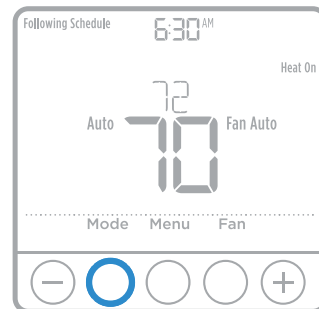 Following Schedule 6:30 AM
Heat On
72
Auto 70 Fan Auto
Mode Menu Fan
− +